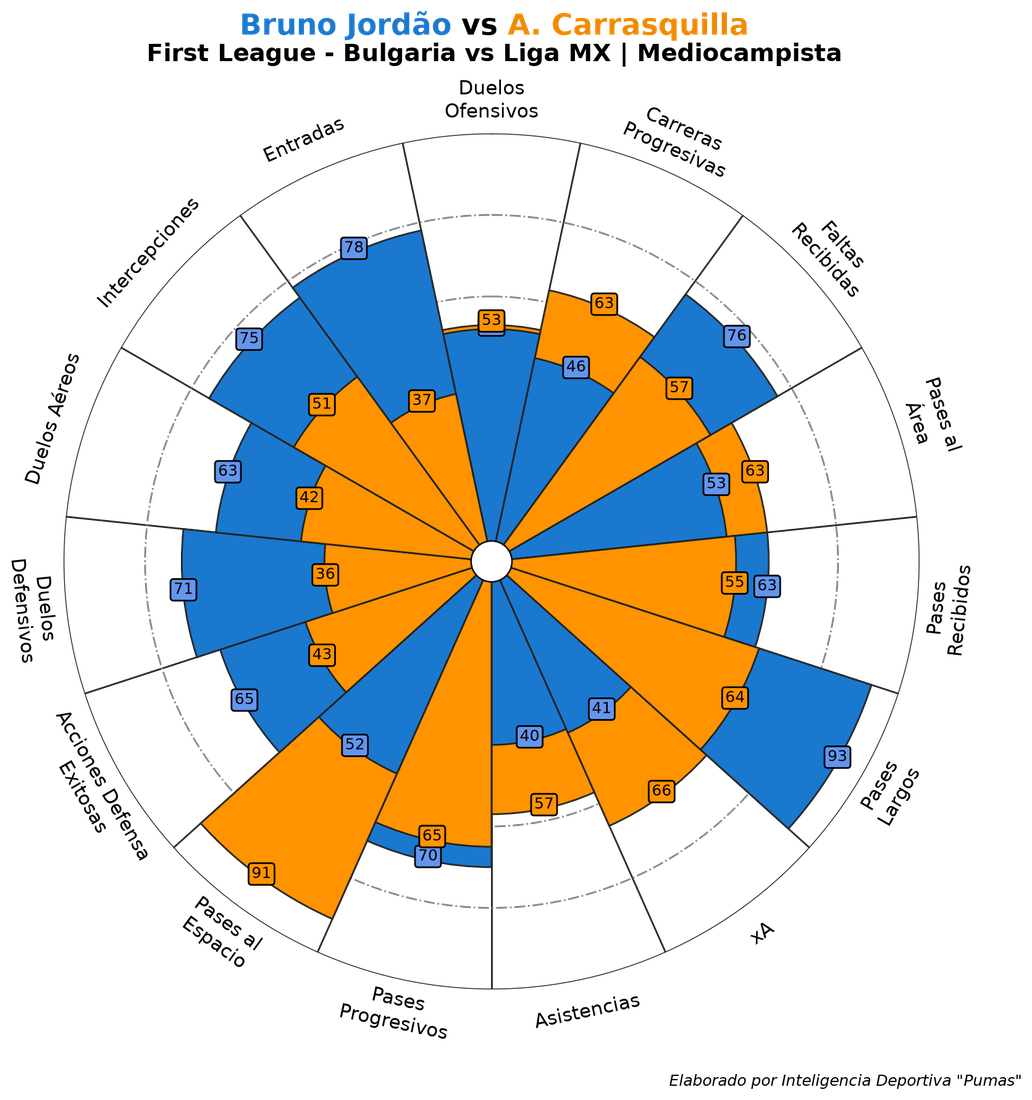 Bruno Jordão vs A. Carrasquilla
First League - Bulgaria vs Liga MX | Mediocampista
Duelos
Ofensivos
53
Carreras
Progresivas
63
46
Faltas
Recibidas
76
57
Pases al
Área
53
63
Pases
Recibidos
55
63
Pases
Largos
64
93
xA
41
66
Asistencias
40
57
Pases
Progresivos
65
70
Pases al
Espacio
52
91
Acciones Defensa
Exitosas
43
65
Duelos
Defensivos
36
71
Duelos Aéreos
42
63
Intercepciones
51
75
Entradas
37
78
Elaborado por Inteligencia Deportiva "Pumas"